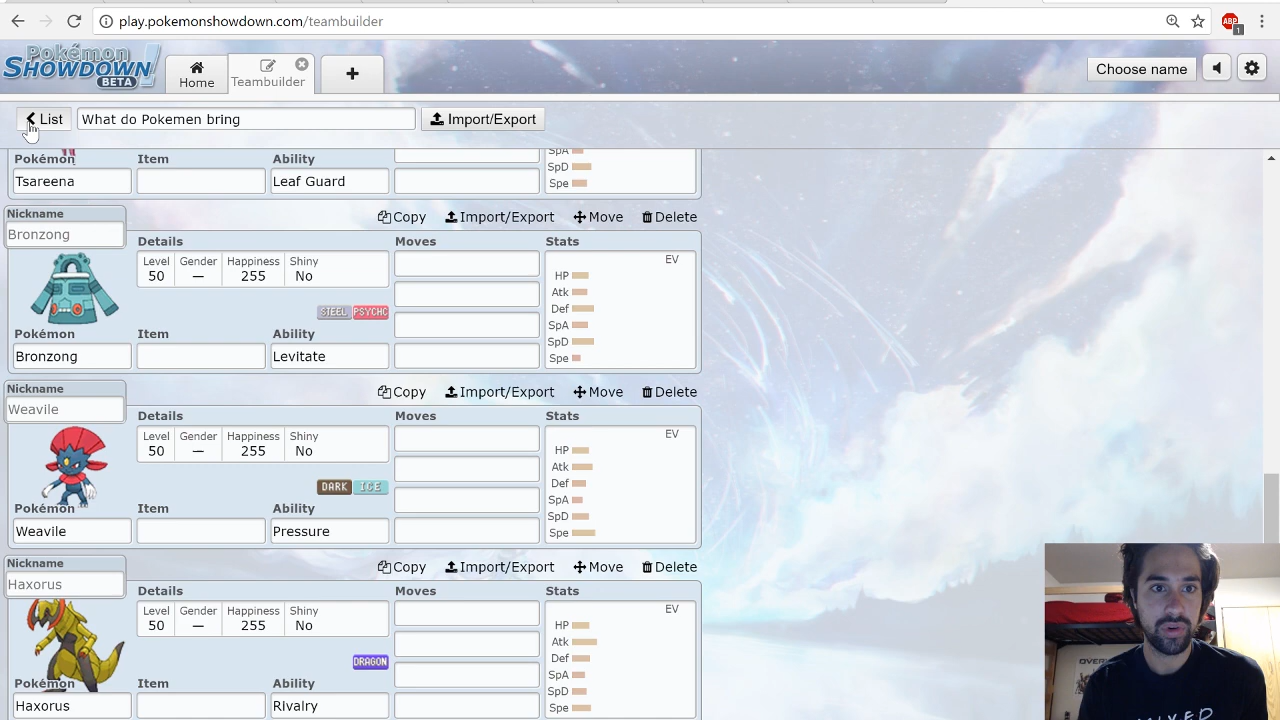 play.pokemonshowdown.com/teambuilder
ABP
1
Pokémon
SHOWDOWN!
BETA
Home
Teambuilder
Choose name
List
What do Pokemen bring
Import/Export
SpA
SpD
Spe
Pokémon Item Ability
Tsareena Leaf Guard
Nickname
Bronzong
Copy Import/Export Move Delete
Details Moves Stats
Level Gender Happiness Shiny
50 — 255 No
EV
HP
Atk
Def
SpA
SpD
Spe
STEEL PSYCHC
Pokémon Item Ability
Bronzong Levitate
Nickname
Weavile
Copy Import/Export Move Delete
Details Moves Stats
Level Gender Happiness Shiny
50 — 255 No
EV
HP
Atk
Def
SpA
SpD
Spe
DARK ICE
Pokémon Item Ability
Weavile Pressure
Nickname
Haxorus
Copy Import/Export Move Delete
Details Moves Stats
Level Gender Happiness Shiny
50 — 255 No
EV
HP
Atk
Def
SpA
SpD
Spe
DRAGON
Pokémon Item Ability
Haxorus Rivalry
OVER